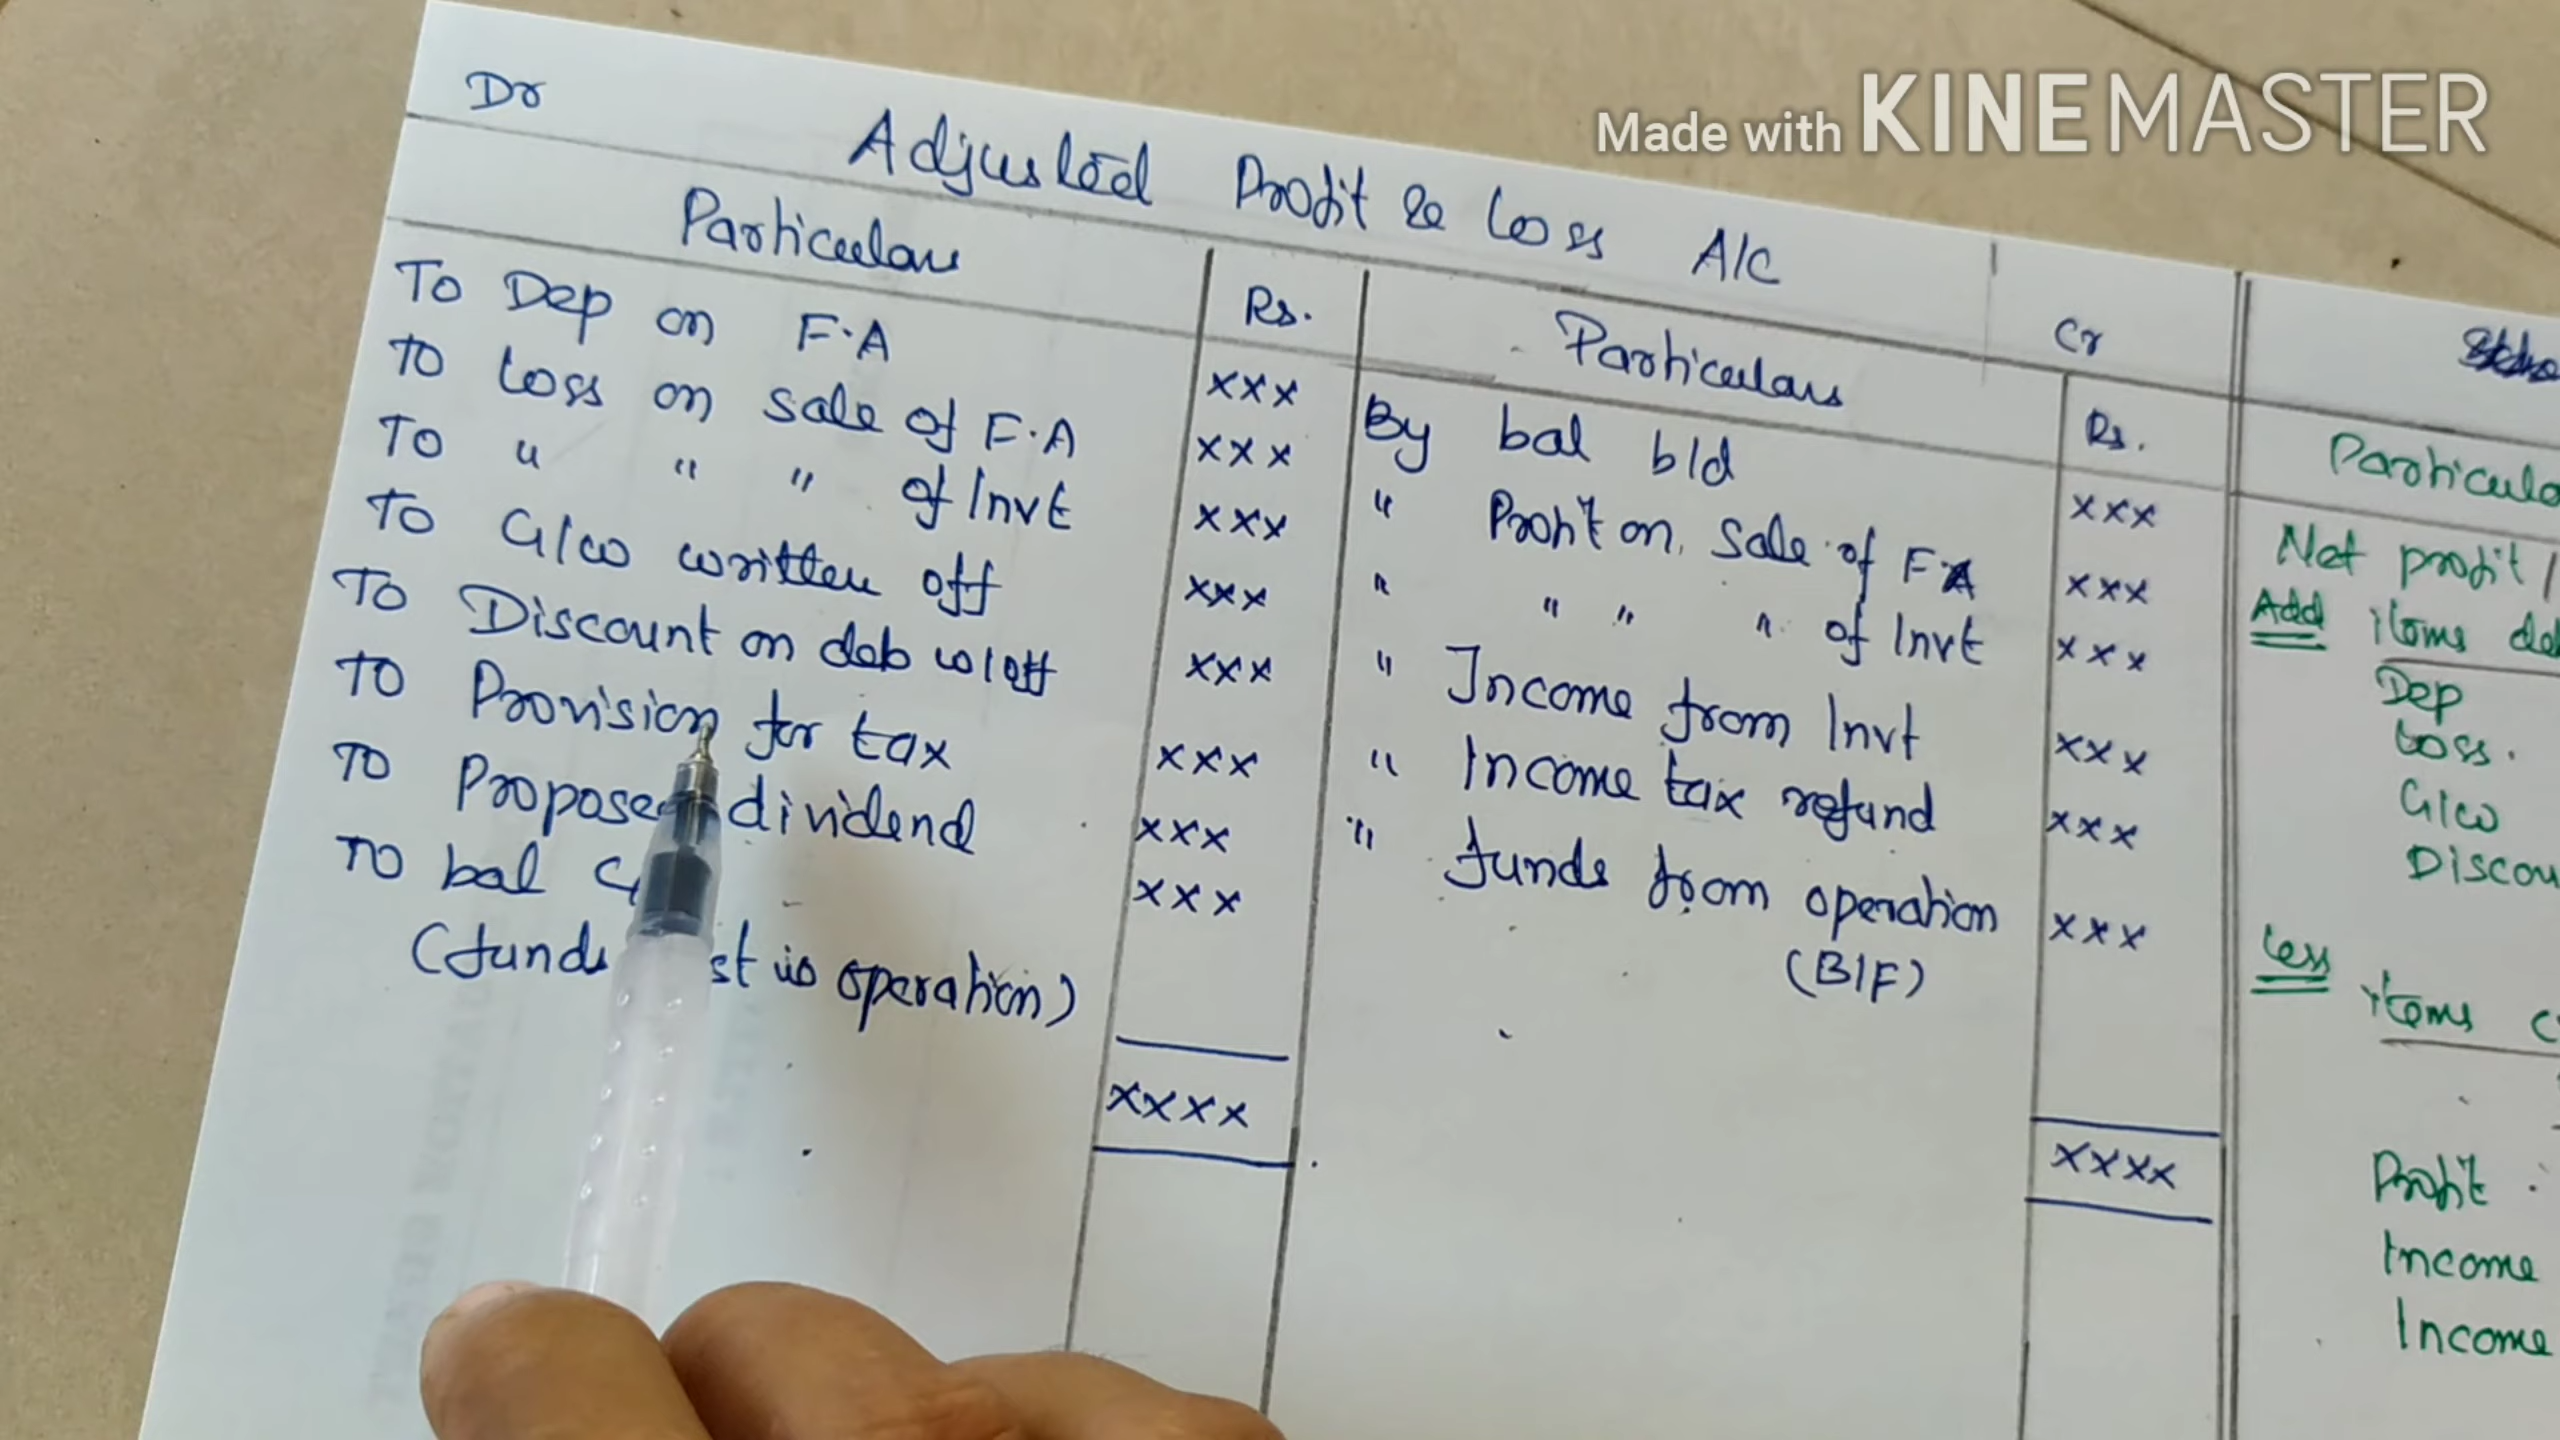 Made with KINEMASTER
Dr
Adjusted Profit & Loss A/C
Cr
Particulars Rs. Particulars Rs.
To Dep on F.A xxx
To Loss on sale of F.A xxx
To " " " of Invt xxx
To G/w written off xxx
To Discount on deb w/off xxx
To Provision for tax xxx
To Proposed dividend xxx
To bal xxx
(funds in operation)
xxxx
By bal b/d xxx
" Profit on sale of FA xxx
" " " " of Invt xxx
" Income from Invt xxx
" Income tax refund xxx
" funds from operation xxx
(B/F)
xxxx
Net profit /
Add items
Dep
Loss.
G/w
Less
items
Profit
Income
Income